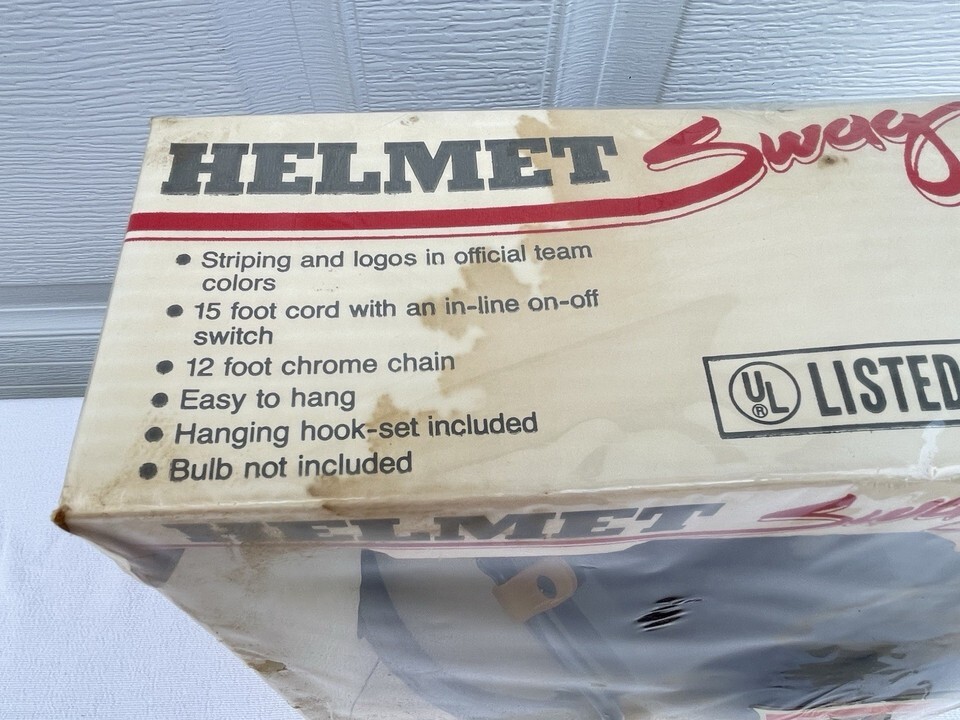 HELMET Swag
• Striping and logos in official team
colors
• 15 foot cord with an in-line on-off
switch
• 12 foot chrome chain
• Easy to hang
• Hanging hook-set included
• Bulb not included
UL ® LISTED
HELMET